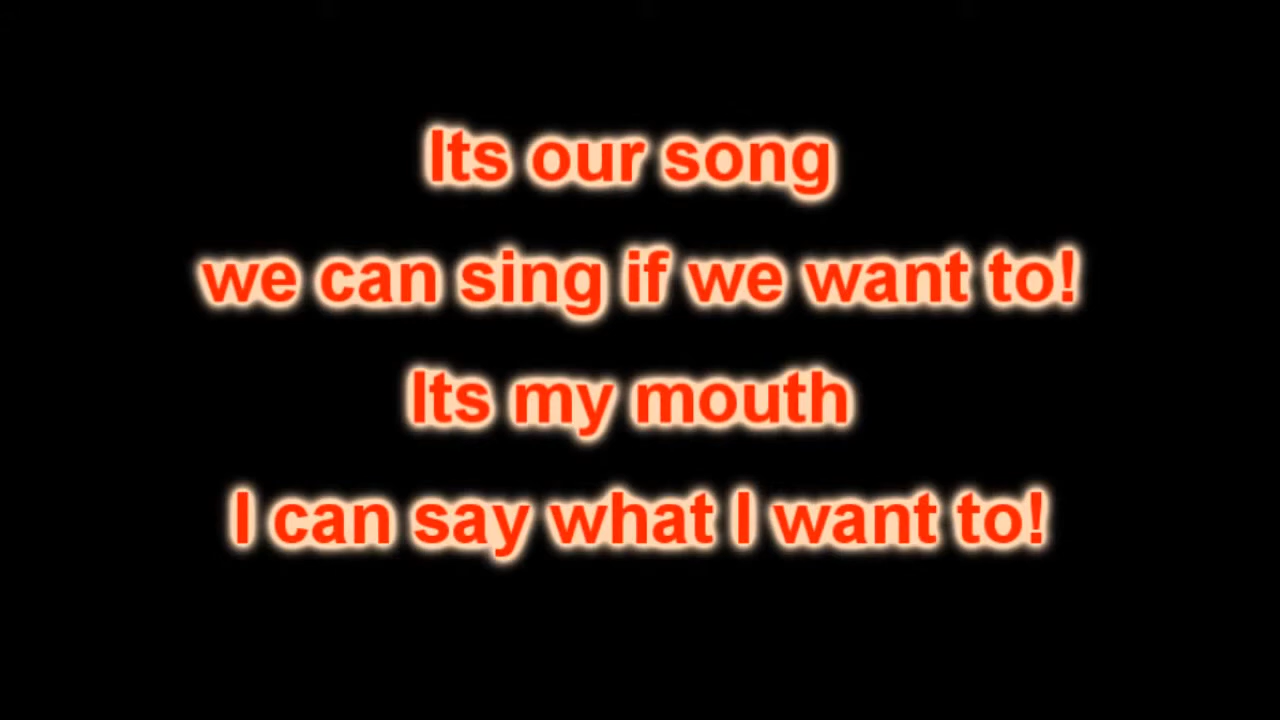 Its our song
we can sing if we want to!
Its my mouth
I can say what I want to!